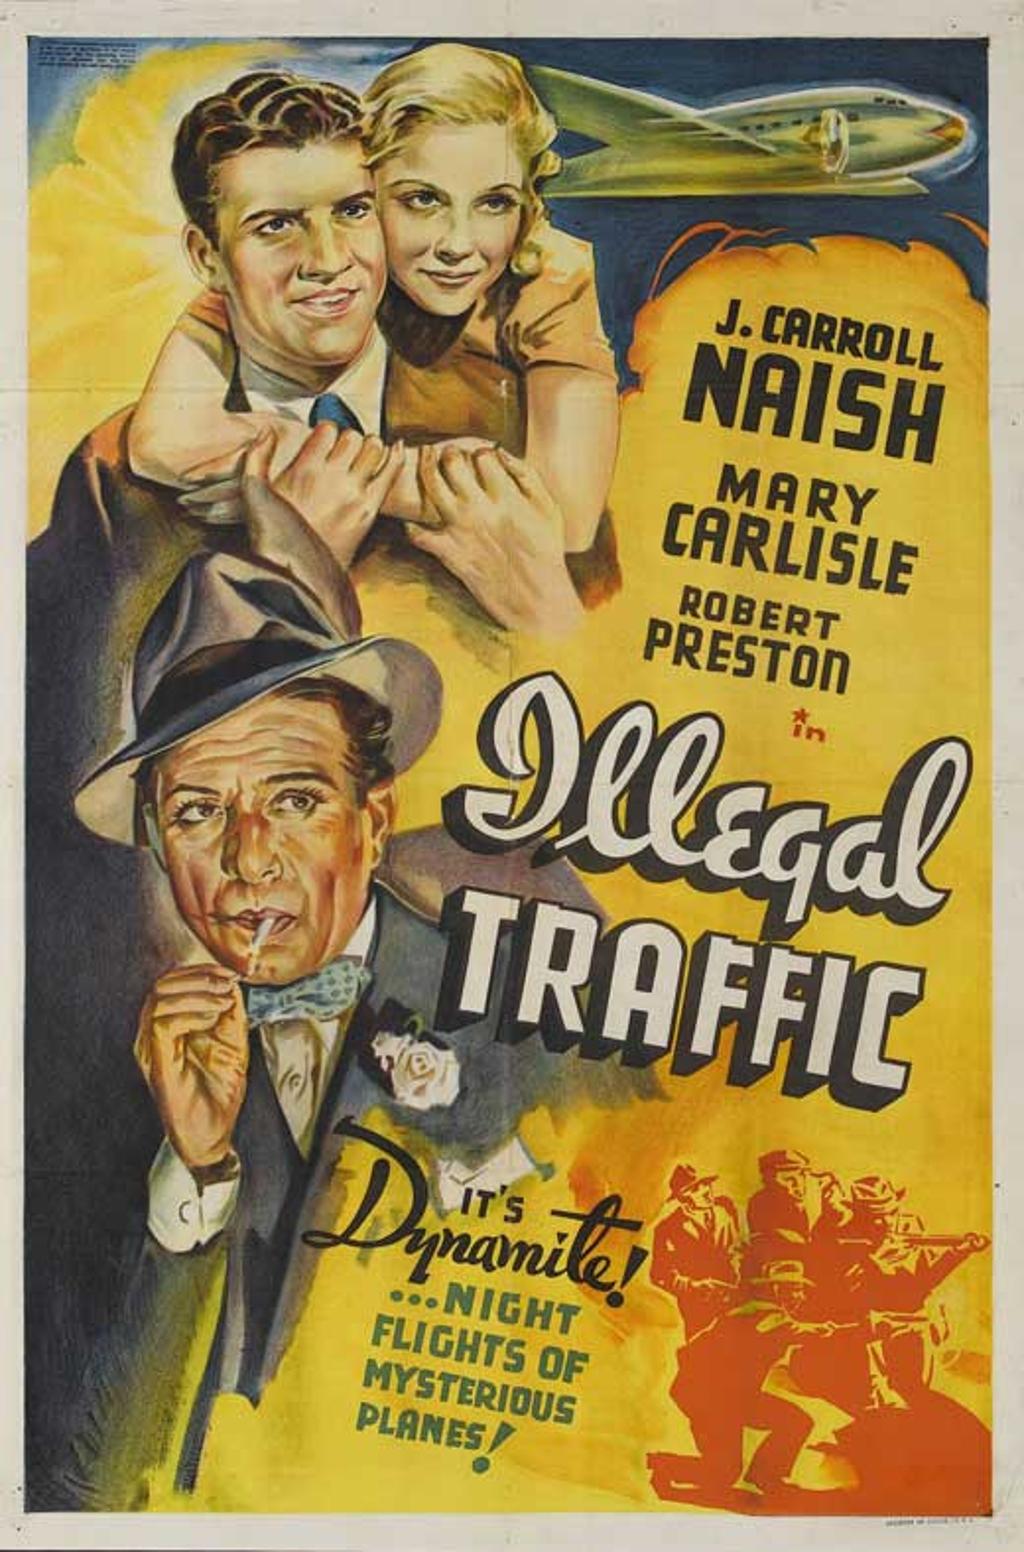 J. CARROLL
NAISH
MARY
CARLISLE
ROBERT
PRESTON
in
Illegal
TRAFFIC
IT'S
Dynamite!
...NIGHT
FLIGHTS OF
MYSTERIOUS
PLANES!